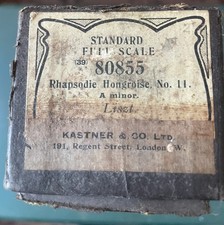 STANDARD
FULL SCALE
80855
Rhapsodie Hongroise, No. 11.
A minor.
Liszt
KASTNER & CO. LTD.
191, Regent Street, London, W.